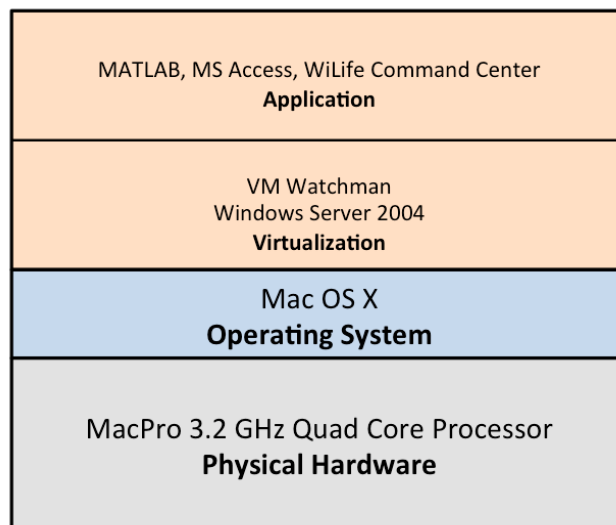 MATLAB, MS Access, WiLife Command Center
Application
VM Watchman
Windows Server 2004
Virtualization
Mac OS X
Operating System
MacPro 3.2 GHz Quad Core Processor
Physical Hardware